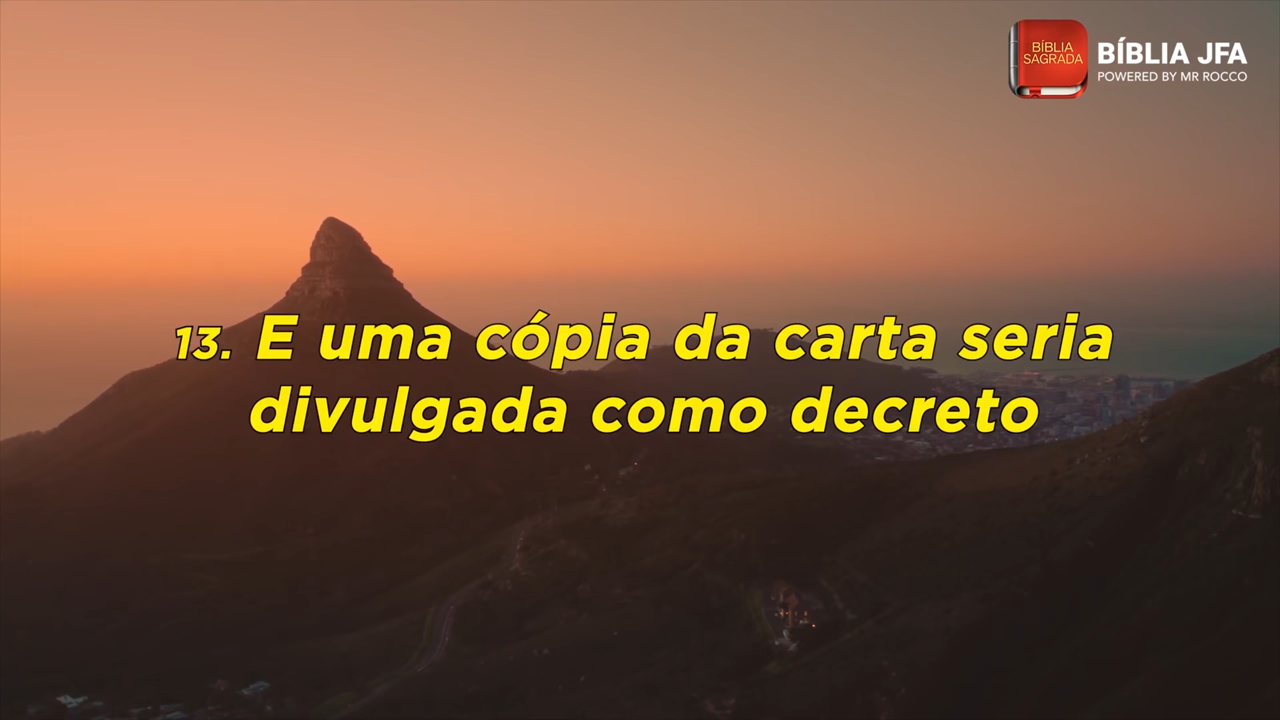 BÍBLIA
SAGRADA
BÍBLIA JFA
POWERED BY MR ROCCO
13. E uma cópia da carta seria
divulgada como decreto